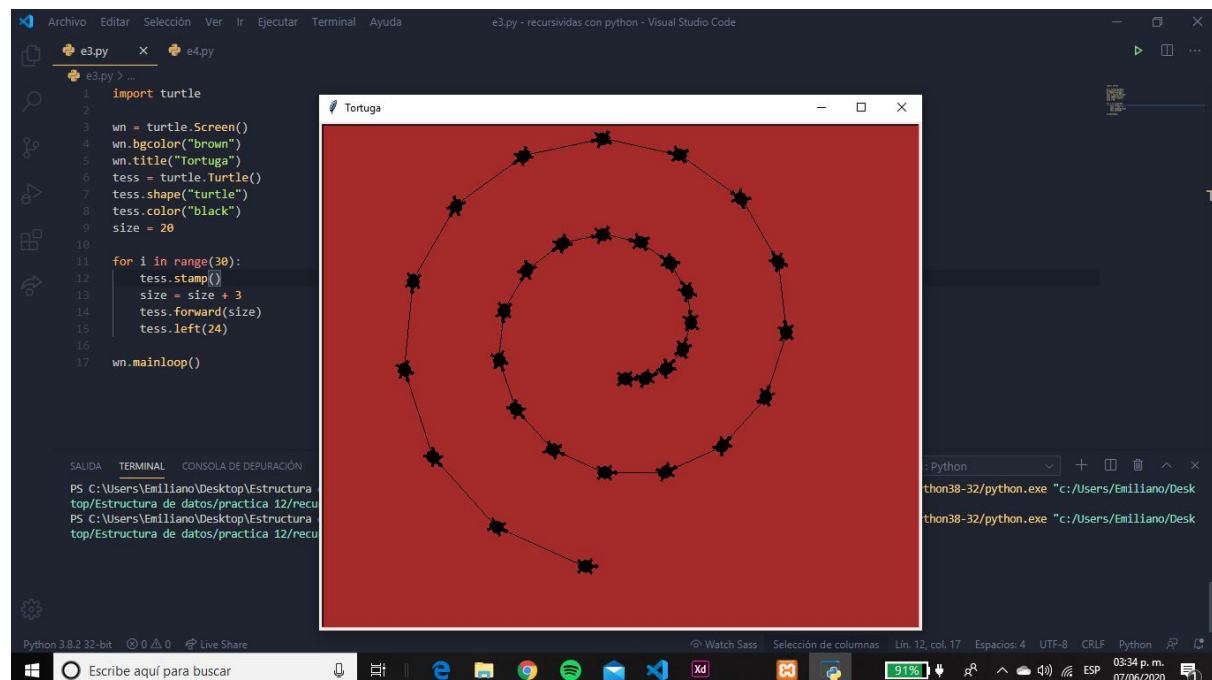 Archivo Editar Selección Ver Ir Ejecutar Terminal Ayuda e3.py - recursividas con python - Visual Studio Code
e3.py e4.py
e3.py > ...
1 import turtle
2
3 wn = turtle.Screen()
4 wn.bgcolor("brown")
5 wn.title("Tortuga")
6 tess = turtle.Turtle()
7 tess.shape("turtle")
8 tess.color("black")
9 size = 20
10
11 for i in range(30):
12 tess.stamp()
13 size = size + 3
14 tess.forward(size)
15 tess.left(24)
16
17 wn.mainloop()
Tortuga
SALIDA TERMINAL CONSOLA DE DEPURACIÓN : Python
PS C:\Users\Emiliano\Desktop\Estructura thon38-32/python.exe "c:/Users/Emiliano/Desk
top/Estructura de datos/practica 12/recu
PS C:\Users\Emiliano\Desktop\Estructura thon38-32/python.exe "c:/Users/Emiliano/Desk
top/Estructura de datos/practica 12/recu
Python 3.8.2 32-bit 0 0 Live Share Watch Sass Selección de columnas Lín. 12, col. 17 Espacios: 4 UTF-8 CRLF Python
Escribe aquí para buscar Xd 91% ESP 03:34 p. m.
07/06/2020 1